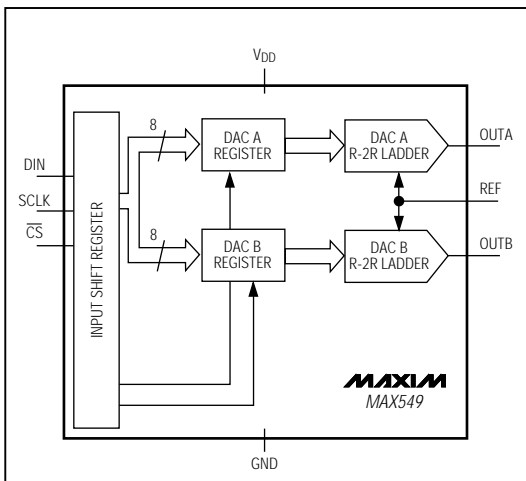 VDD
8
DAC A
REGISTER
DAC A
R-2R LADDER
OUTA
DIN
SCLK
CS
INPUT SHIFT REGISTER
REF
8
DAC B
REGISTER
DAC B
R-2R LADDER
OUTB
MAXIM
MAX549
GND